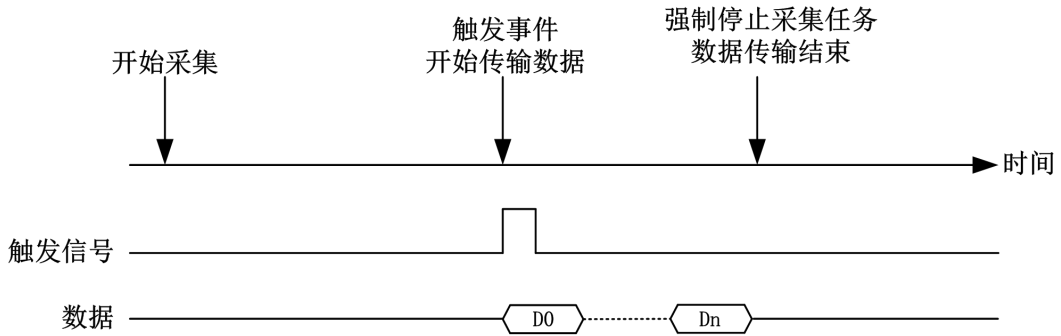 开始采集
触发事件
开始传输数据
强制停止采集任务
数据传输结束
时间
触发信号
数据
D0
Dn